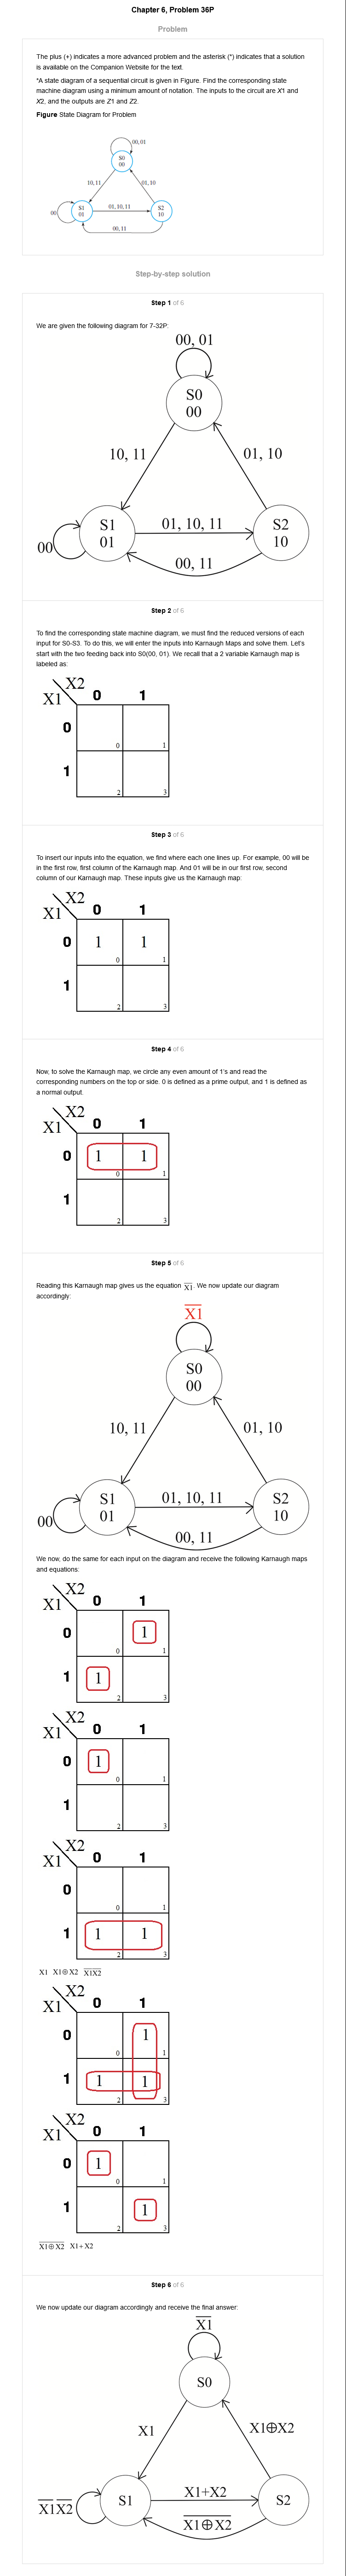 Chapter 6, Problem 36P
Problem
The plus (+) indicates a more advanced problem and the asterisk (*) indicates that a solution
is available on the Companion Website for the text.
*A state diagram of a sequential circuit is given in Figure. Find the corresponding state
machine diagram using a minimum amount of notation. The inputs to the circuit are X1 and
X2, and the outputs are Z1 and Z2.
Figure State Diagram for Problem
00,01
S0
00
10,11
01,10
00
S1
01
01,10,11
S2
10
00,11
Step-by-step solution
Step 1 of 6
We are given the following diagram for 7-32P:
00, 01
S0
00
10, 11
01, 10
00
S1
01
01, 10, 11
S2
10
00, 11
Step 2 of 6
To find the corresponding state machine diagram, we must find the reduced versions of each
input for S0-S3. To do this, we will enter the inputs into Karnaugh Maps and solve them. Let's
start with the two feeding back into S0(00, 01). We recall that a 2 variable Karnaugh map is
labeled as:
X2
X1 0 1
0
0 1
1
2 3
Step 3 of 6
To insert our inputs into the equation, we find where each one lines up. For example, 00 will be
in the first row, first column of the Karnaugh map. And 01 will be in our first row, second
column of our Karnaugh map. These inputs give us the Karnaugh map:
X2
X1 0 1
0 1 1
0 1
1
2 3
Step 4 of 6
Now, to solve the Karnaugh map, we circle any even amount of 1's and read the
corresponding numbers on the top or side. 0 is defined as a prime output, and 1 is defined as
a normal output.
X2
X1 0 1
0 1 1
0 1
1
2 3
Step 5 of 6
Reading this Karnaugh map gives us the equation X̅1̅. We now update our diagram
accordingly:
X̅1̅
S0
00
10, 11
01, 10
00
S1
01
01, 10, 11
S2
10
00, 11
We now, do the same for each input on the diagram and receive the following Karnaugh maps
and equations:
X2
X1 0 1
0 1
0 1
1 1
2 3
X2
X1 0 1
0 1
0 1
1
2 3
X2
X1 0 1
0
0 1
1 1 1
2 3
X1 X1⊕X2 X̅1̅X̅2̅
X2
X1 0 1
0 1
0 1
1 1 1
2 3
X2
X1 0 1
0 1
0 1
1 1
2 3
X̅1̅⊕̅X̅2̅ X1+X2
Step 6 of 6
We now update our diagram accordingly and receive the final answer:
X̅1̅
S0
X1
X1⊕X2
X̅1̅ X̅2̅
S1
X1+X2
S2
X̅1̅⊕̅X̅2̅